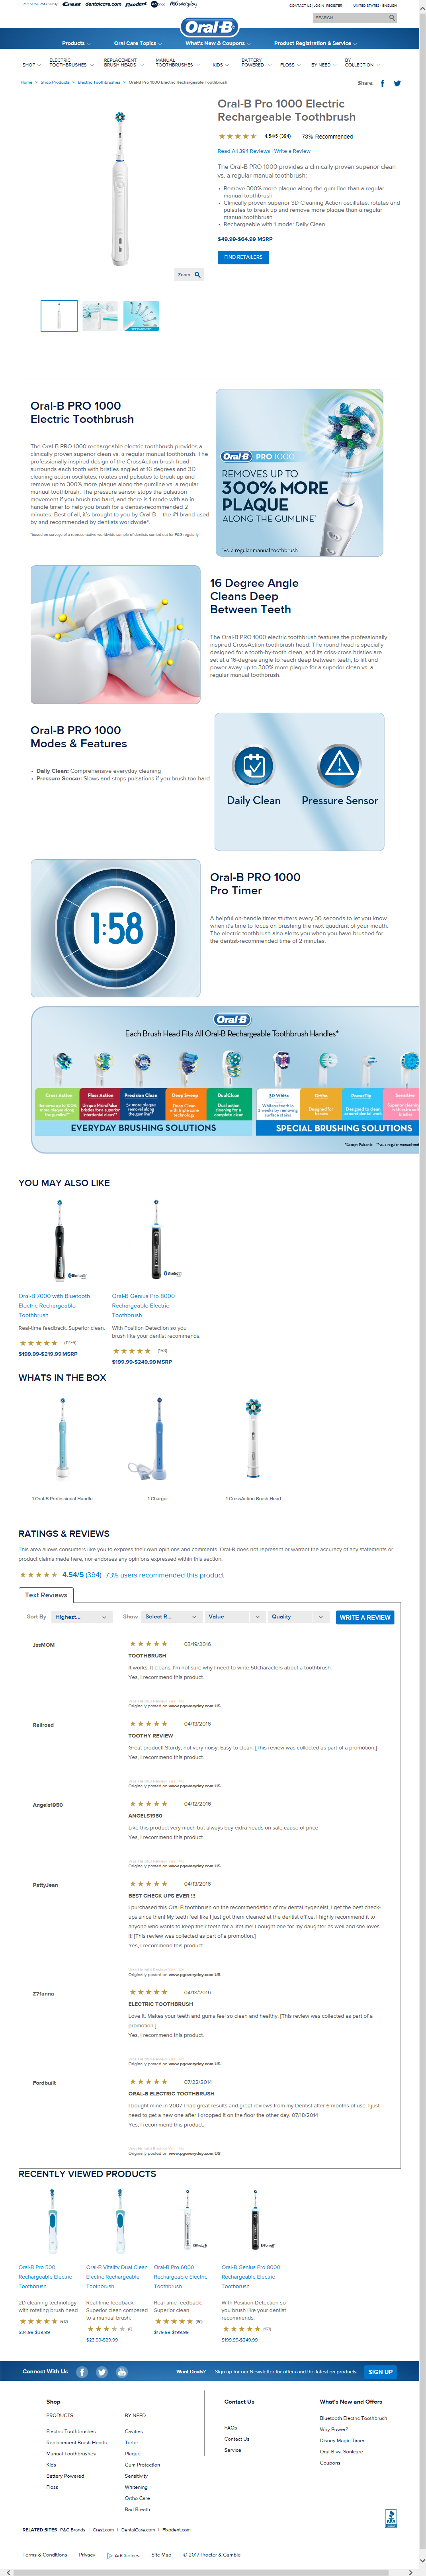 Part of the P&G Family
Crest
dentalcare.com
Fixodent
P&Geveryday
CONTACT US LOGIN REGISTER
UNITED STATES - ENGLISH
Oral-B
SEARCH
Products
Oral Care Topics
What's New & Coupons
Product Registration & Service
SHOP
ELECTRIC TOOTHBRUSHES
REPLACEMENT BRUSH HEADS
MANUAL TOOTHBRUSHES
KIDS
BATTERY POWERED
FLOSS
BY NEED
BY COLLECTION
Home > Shop Products > Electric Toothbrushes > Oral-B Pro 1000 Electric Rechargeable Toothbrush
Share:
Oral-B Pro 1000 Electric
Rechargeable Toothbrush
4.54/5 (394) 73% Recommended
Read All 394 Reviews | Write a Review
The Oral-B PRO 1000 provides a clinically proven superior clean
vs. a regular manual toothbrush:
• Remove 300% more plaque along the gum line then a regular
manual toothbrush
• Clinically proven superior 3D Cleaning Action oscillates, rotates and
pulsates to break up and remove more plaque then a regular
manual toothbrush
• Rechargeable with 1 mode: Daily Clean
$49.99-$64.99 MSRP
FIND RETAILERS
Zoom
Oral-B PRO 1000
Electric Toothbrush
The Oral-B PRO 1000 rechargeable electric toothbrush provides a
clinically proven superior clean vs. a regular manual toothbrush. The
professionally inspired design of the CrossAction brush head
surrounds each tooth with bristles angled at 16 degrees and 3D
cleaning action oscillates, rotates and pulsates to break up and
remove up to 300% more plaque along the gumline vs. a regular
manual toothbrush. The pressure sensor stops the pulsation
movement if you brush too hard, and there is 1 mode with an in-
handle timer to help you brush for a dentist-recommended 2
minutes. Best of all, it's brought to you by Oral-B – the #1 brand used
by and recommended by dentists worldwide*.
*based on surveys of a representative worldwide sample of dentists carried out for P&G regularly
Oral-B PRO 1000
REMOVES UP TO
300% MORE
PLAQUE
ALONG THE GUMLINE*
*vs. a regular manual toothbrush
16 Degree Angle
Cleans Deep
Between Teeth
The Oral-B PRO 1000 electric toothbrush features the professionally
inspired CrossAction toothbrush head. The round head is specially
designed for a tooth-by-tooth clean, and its criss-cross bristles are
set at a 16-degree angle to reach deep between teeth, to lift and
power away up to 300% more plaque for a superior clean vs. a
regular manual toothbrush.
Oral-B PRO 1000
Modes & Features
• Daily Clean: Comprehensive everyday cleaning
• Pressure Sensor: Slows and stops pulsations if you brush too hard
Daily Clean
Pressure Sensor
1:58
Oral-B PRO 1000
Pro Timer
A helpful on-handle timer stutters every 30 seconds to let you know
when it's time to focus on brushing the next quadrant of your mouth.
The electric toothbrush also alerts you when you have brushed for
the dentist-recommended time of 2 minutes.
Oral-B
Each Brush Head Fits All Oral-B Rechargeable Toothbrush Handles*
Cross Action
Floss Action
Precision Clean
Deep Sweep
DualClean
3D White
Ortho
PowerTip
Sensitive
EVERYDAY BRUSHING SOLUTIONS
SPECIAL BRUSHING SOLUTIONS
YOU MAY ALSO LIKE
Bluetooth
Bluetooth
Oral-B 7000 with Bluetooth
Electric Rechargeable
Toothbrush
Real-time feedback. Superior clean.
(1279)
$199.99-$219.99 MSRP
Oral-B Genius Pro 8000
Rechargeable Electric
Toothbrush
With Position Detection so you
brush like your dentist recommends.
(163)
$199.99-$249.99 MSRP
WHATS IN THE BOX
1 Oral-B Professional Handle
1 Charger
1 CrossAction Brush Head
RATINGS & REVIEWS
This area allows consumers like you to express their own opinions and comments. Oral-B does not represent or warrant the accuracy of any statements or
product claims made here, nor endorses any opinions expressed within this section.
4.54/5 (394) 73% users recommended this product
Text Reviews
Sort By
Highest...
Show
Select R...
Value
Quality
WRITE A REVIEW
JssMOM
03/19/2016
TOOTHBRUSH
It works. It cleans. I'm not sure why I need to write 50characters about a toothbrush.
Yes, I recommend this product.
Originally posted on www.pgeveryday.com US
Railroad
04/13/2016
TOOTHY REVIEW
Great product! Sturdy, not very noisy, Easy to clean. [This review was collected as part of a promotion.]
Yes, I recommend this product.
Originally posted on www.pgeveryday.com US
Angels1950
04/12/2016
ANGELS1950
Like this product very much but always buy extra heads on sale cause of price.
Yes, I recommend this product.
Originally posted on www.pgeveryday.com US
PattyJean
04/13/2016
BEST CHECK UPS EVER !!!
I purchased this Oral B toothbrush on the recommendation of my dental hygienest, I get the best check-
ups since then! My teeth feel like I just got them cleaned at the dentist office. I highly recommend it to
anyone who wants to keep their teeth for a lifetime! I bought one for my daughter as well and she loves
it! [This review was collected as part of a promotion.]
Yes, I recommend this product.
Originally posted on www.pgeveryday.com US
Z71tanns
04/13/2016
ELECTRIC TOOTHBRUSH
Love it. Makes your teeth and gums feel so clean and healthy. [This review was collected as part of a
promotion.]
Yes, I recommend this product.
Originally posted on www.pgeveryday.com US
Fordbuilt
07/22/2014
ORAL-B ELECTRIC TOOTHBRUSH
I bought mine in 2007 I had great results and great reviews from my Dentist after 6 months of use. I just
need to get a new one after I dropped it on the floor the other day. 07/18/2014
Yes, I recommend this product.
Originally posted on www.pgeveryday.com US
RECENTLY VIEWED PRODUCTS
Oral-B Pro 500
Rechargeable Electric
Toothbrush
2D cleaning technology
with rotating brush head.
$34.99-$39.99
Oral-B Vitality Dual Clean
Electric Rechargeable
Toothbrush
Real-time feedback.
Superior clean compared
to a manual brush.
$23.99-$29.99
Oral-B Pro 6000
Rechargeable Electric
Toothbrush
Real-time feedback.
Superior clean.
$179.99-$199.99
Oral-B Genius Pro 8000
Rechargeable Electric
Toothbrush
With Position Detection so
you brush like your dentist
recommends.
(163)
$199.99-$249.99
Connect With Us
Want Deals?
Sign up for our Newsletter for offers and the latest on products.
SIGN UP
Shop
PRODUCTS
Electric Toothbrushes
Replacement Brush Heads
Manual Toothbrushes
Kids
Battery Powered
Floss
BY NEED
Cavities
Tartar
Plaque
Gum Protection
Sensitivity
Whitening
Ortho Care
Bad Breath
Contact Us
FAQs
Contact Us
Service
What's New and Offers
Bluetooth Electric Toothbrush
Why Power?
Disney Magic Timer
Oral-B vs. Sonicare
Coupons
RELATED SITES P&G Brands | Crest.com | DentalCare.com | Fixodent.com
Terms & Conditions
Privacy
AdChoices
Site Map
© 2017 Procter & Gamble